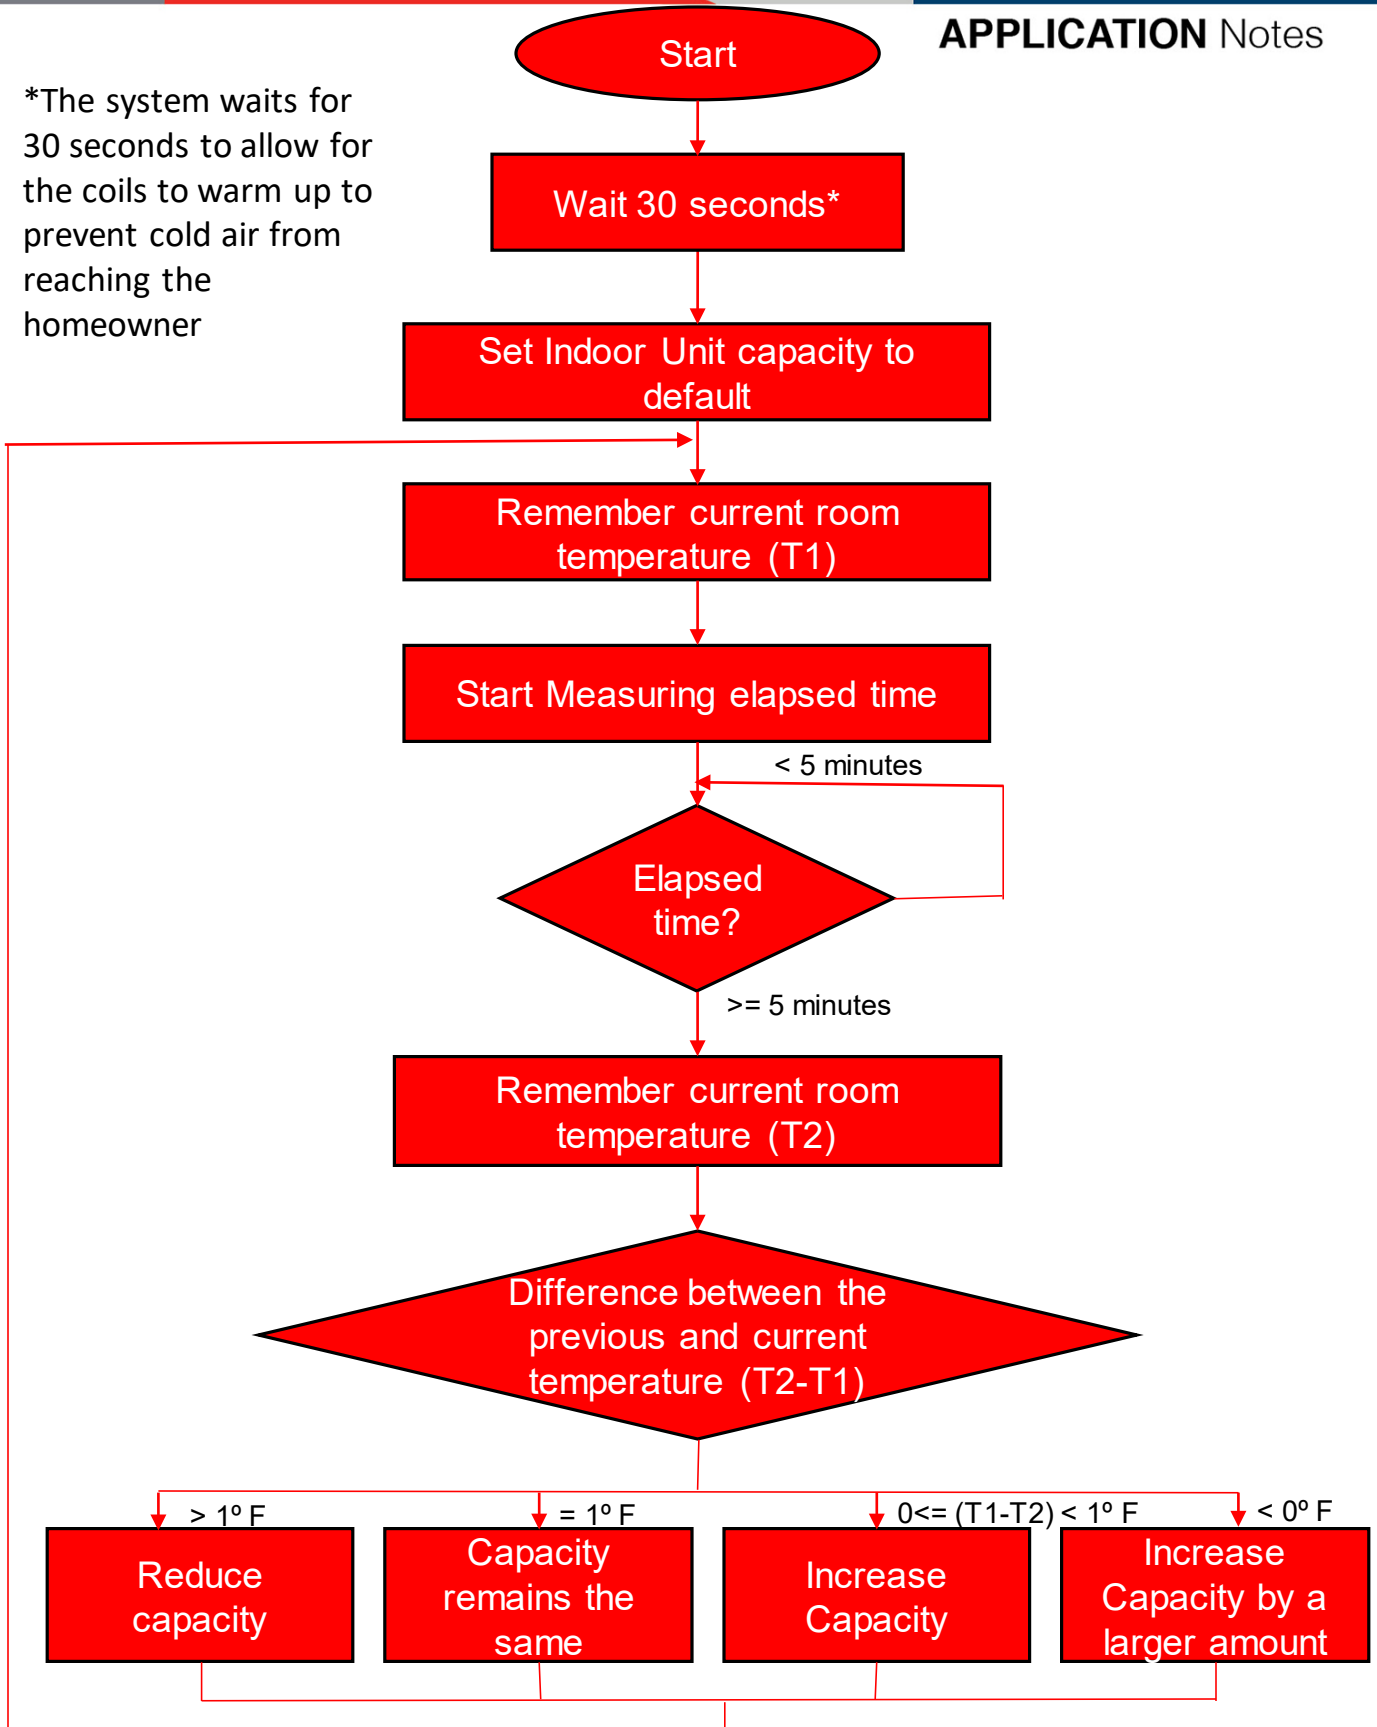 APPLICATION Notes
Start
*The system waits for
30 seconds to allow for
the coils to warm up to
prevent cold air from
reaching the
homeowner
Wait 30 seconds*
Set Indoor Unit capacity to
default
Remember current room
temperature (T1)
Start Measuring elapsed time
< 5 minutes
Elapsed
time?
>= 5 minutes
Remember current room
temperature (T2)
Difference between the
previous and current
temperature (T2-T1)
> 1º F
= 1º F
0<= (T1-T2) < 1º F
< 0º F
Reduce
capacity
Capacity
remains the
same
Increase
Capacity
Increase
Capacity by a
larger amount